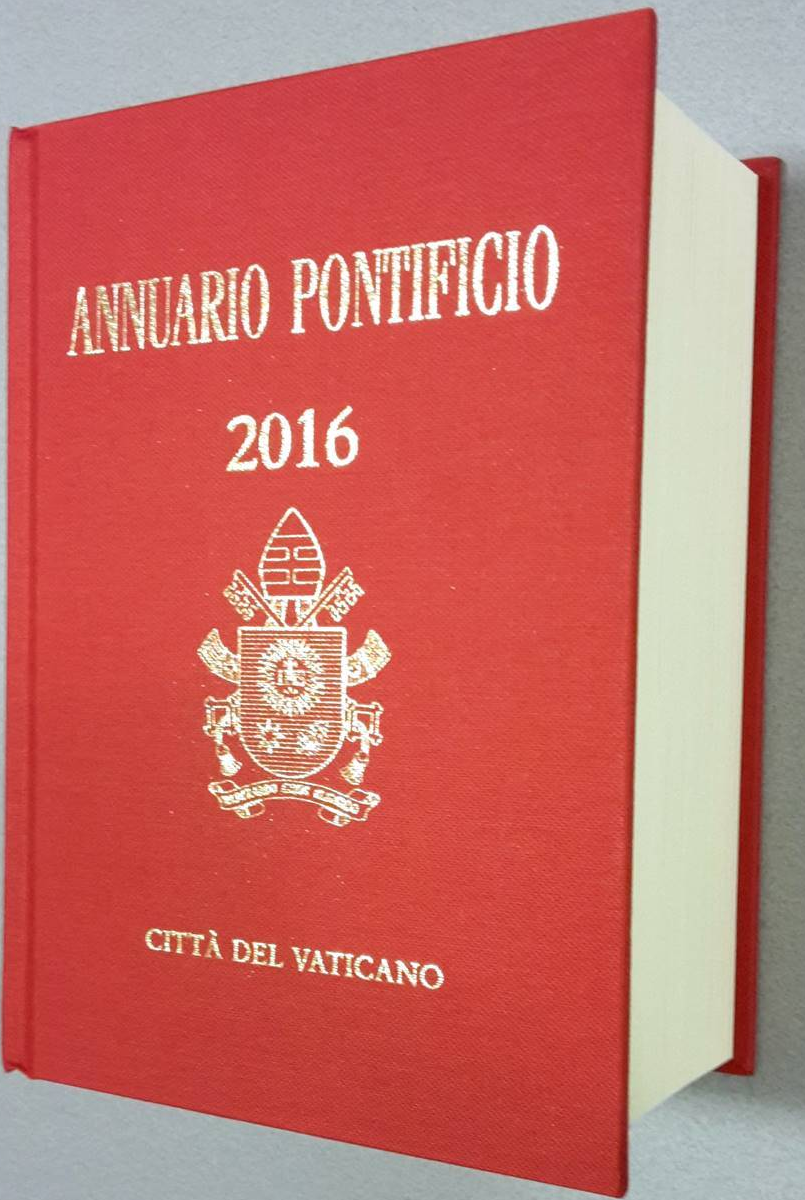 ANNUARIO PONTIFICIO
2016
CITTÀ DEL VATICANO